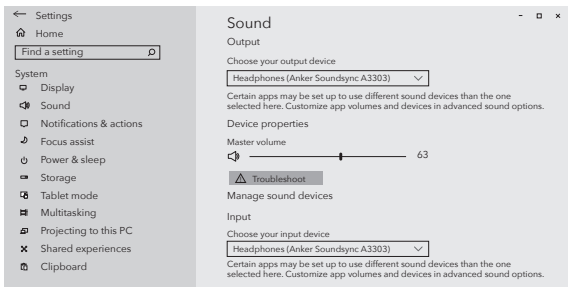 Settings
Home
Find a setting
System
Display
Sound
Notifications & actions
Focus assist
Power & sleep
Storage
Tablet mode
Multitasking
Projecting to this PC
Shared experiences
Clipboard
Sound
Output
Choose your output device
Headphones (Anker Soundsync A3303)
Certain apps may be set up to use different sound devices than the one
selected here. Customize app volumes and devices in advanced sound options.
Device properties
Master volume
63
Troubleshoot
Manage sound devices
Input
Choose your input device
Headphones (Anker Soundsync A3303)
Certain apps may be set up to use different sound devices than the one
selected here. Customize app volumes and devices in advanced sound options.